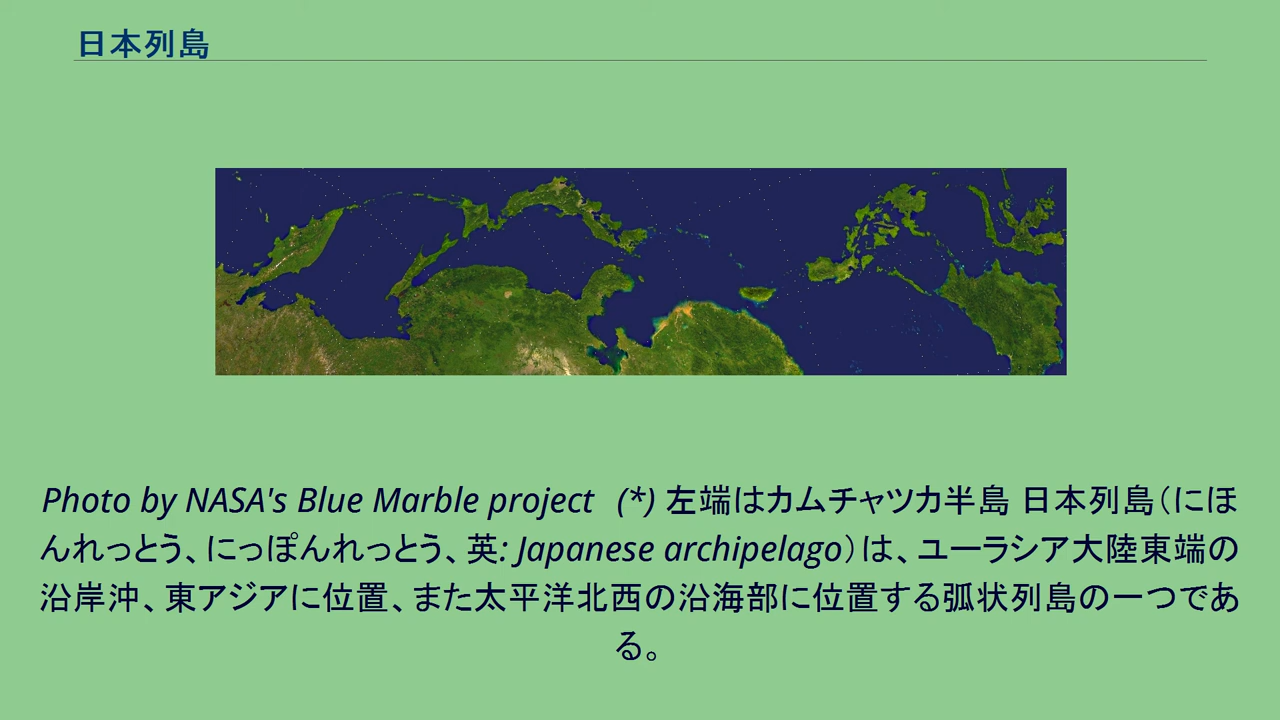 日本列島
Photo by NASA's Blue Marble project (*) 左端はカムチャツカ半島 日本列島（にほ
んれっとう、にっぽんれっとう、英: Japanese archipelago）は、ユーラシア大陸東端の
沿岸沖、東アジアに位置、また太平洋北西の沿海部に位置する弧状列島の一つであ
る。